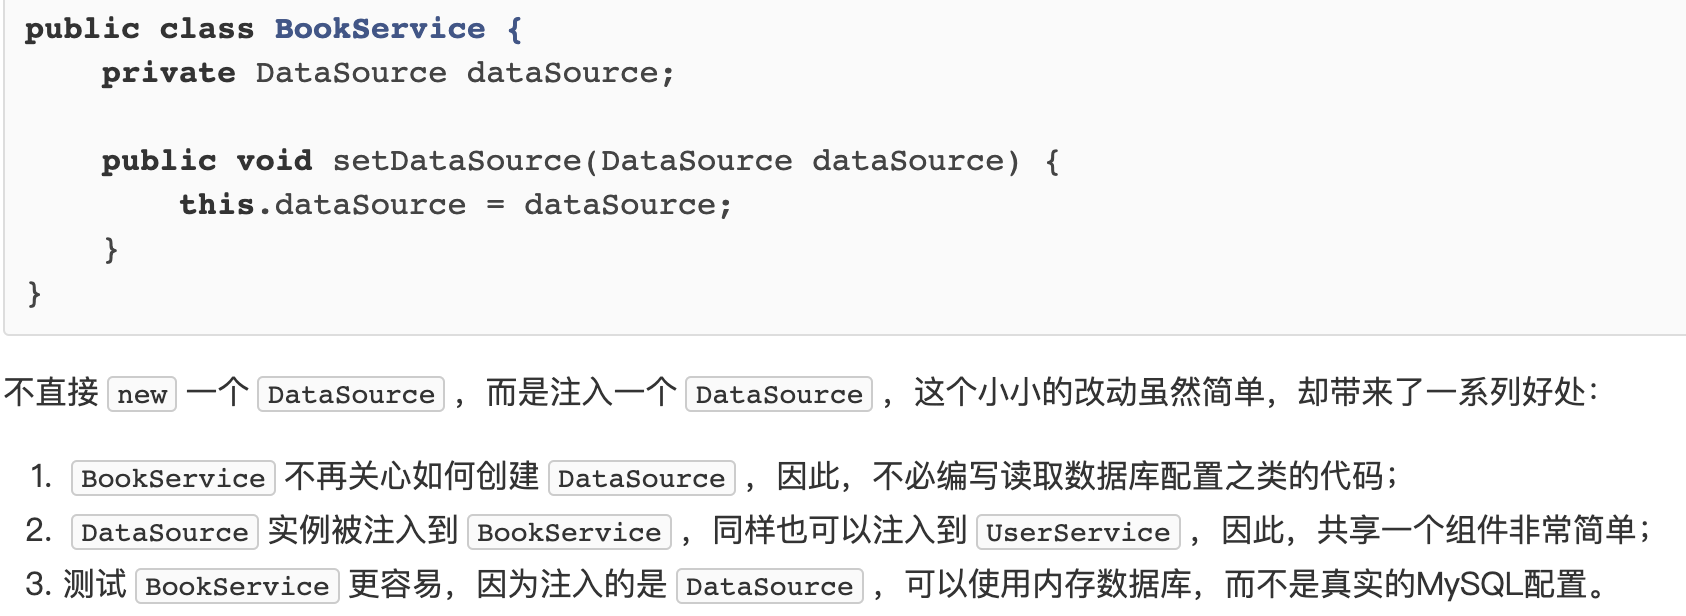 public class BookService {
    private DataSource dataSource;
    public void setDataSource(DataSource dataSource) {
        this.dataSource = dataSource;
    }
}
不直接 new 一个 DataSource ，而是注入一个 DataSource ，这个小小的改动虽然简单，却带来了一系列好处：
1. BookService 不再关心如何创建 DataSource ，因此，不必编写读取数据库配置之类的代码；
2. DataSource 实例被注入到 BookService ，同样也可以注入到 UserService ，因此，共享一个组件非常简单；
3. 测试 BookService 更容易，因为注入的是 DataSource ，可以使用内存数据库，而不是真实的MySQL配置。